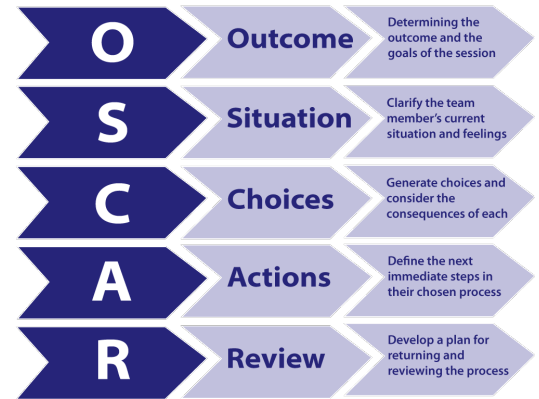 O
Outcome
Determining the
outcome and the
goals of the session
S
Situation
Clarify the team
member's current
situation and feelings
C
Choices
Generate choices and
consider the
consequences of each
A
Actions
Define the next
immediate steps in
their chosen process
R
Review
Develop a plan for
returning and
reviewing the process